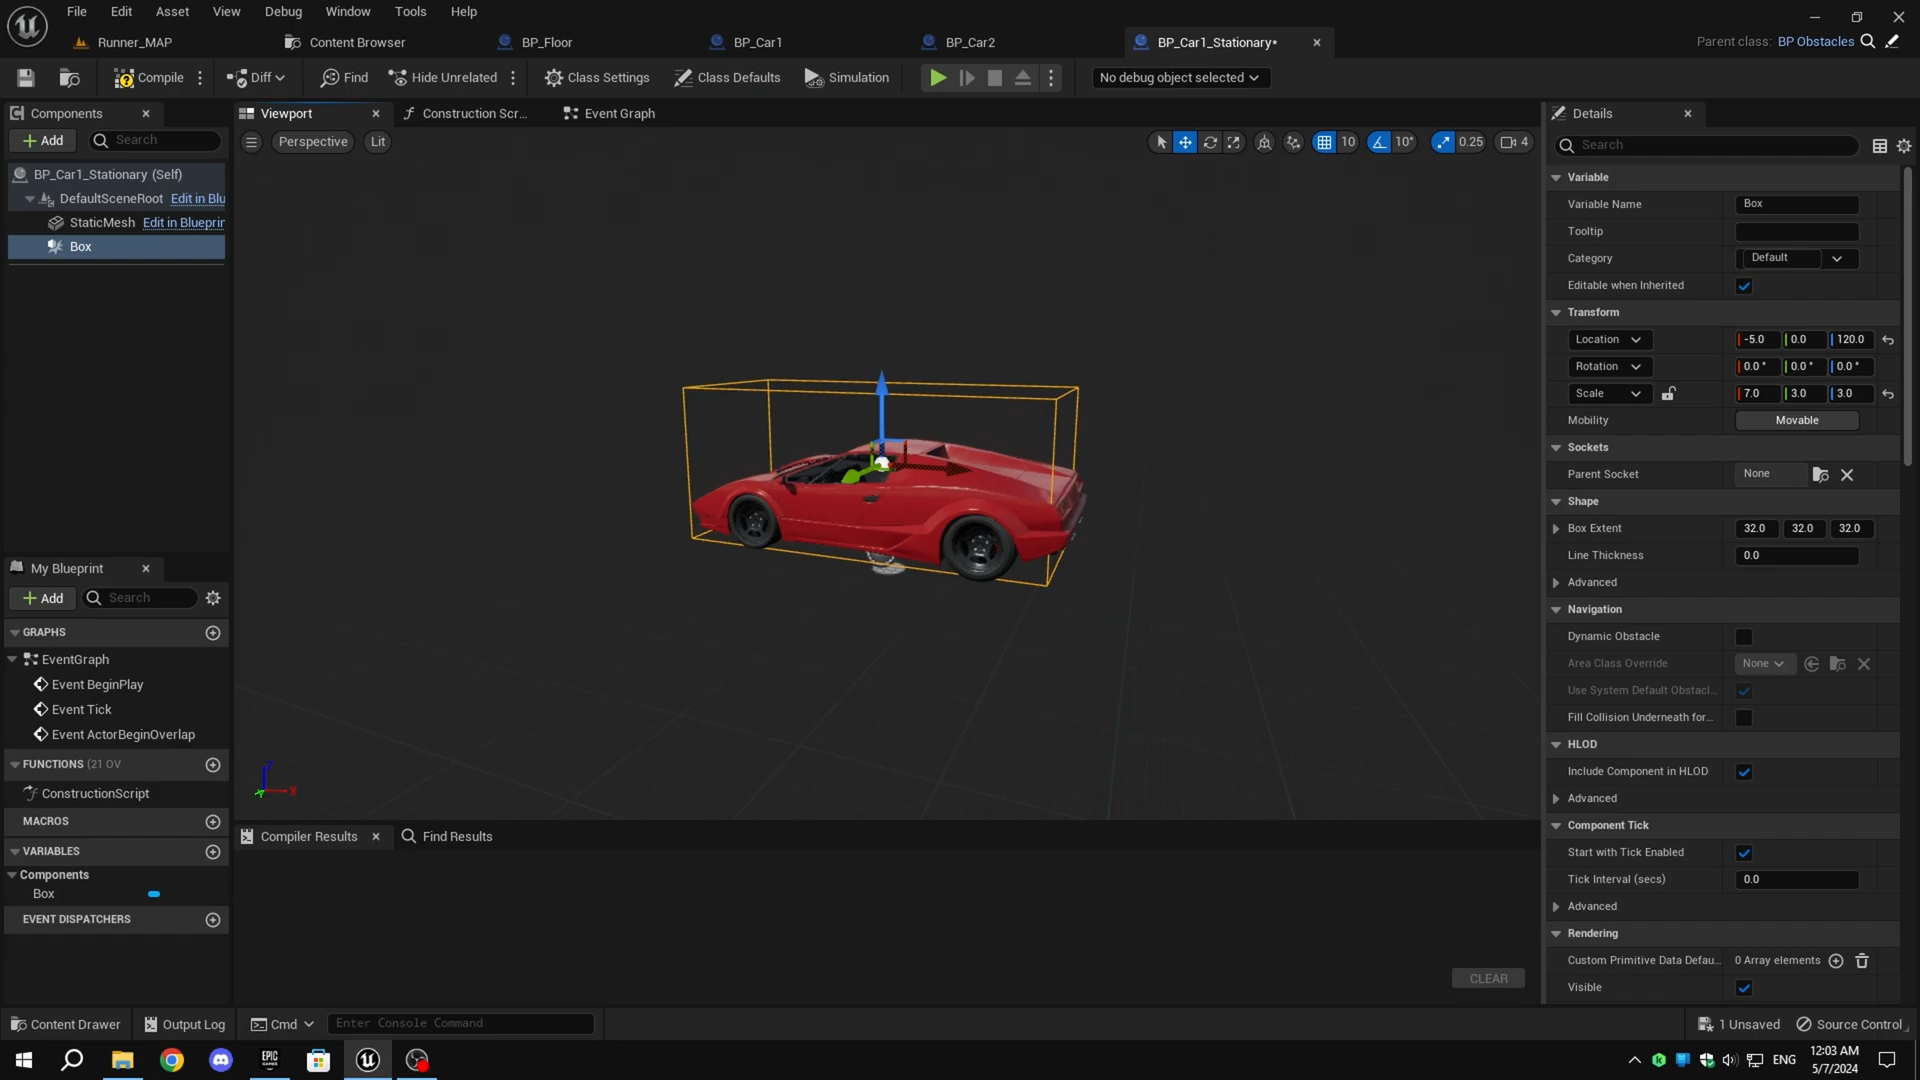 File Edit Asset View Debug Window Tools Help
Runner_MAP Content Browser BP_Floor BP_Car1 BP_Car2 BP_Car1_Stationary* Parent class: BP Obstacles
Compile Diff Find Hide Unrelated Class Settings Class Defaults Simulation No debug object selected
Components
Add Search
BP_Car1_Stationary (Self)
DefaultSceneRoot Edit in Blu
StaticMesh Edit in Blueprin
Box
Viewport Construction Scr... Event Graph
Perspective Lit 10 10° 0.25 4
X
My Blueprint
Add Search
GRAPHS
EventGraph
Event BeginPlay
Event Tick
Event ActorBeginOverlap
FUNCTIONS (21 OV
ConstructionScript
MACROS
VARIABLES
Components
Box
EVENT DISPATCHERS
Compiler Results Find Results
CLEAR
Details
Search
Variable
Variable Name Box
Tooltip
Category Default
Editable when Inherited
Transform
Location -5.0 0.0 120.0
Rotation 0.0° 0.0° 0.0°
Scale 7.0 3.0 3.0
Mobility Movable
Sockets
Parent Socket None
Shape
Box Extent 32.0 32.0 32.0
Line Thickness 0.0
Advanced
Navigation
Dynamic Obstacle
Area Class Override None
Use System Default Obstacl...
Fill Collision Underneath for...
HLOD
Include Component in HLOD
Advanced
Component Tick
Start with Tick Enabled
Tick Interval (secs) 0.0
Advanced
Rendering
Custom Primitive Data Defau... 0 Array elements
Visible
Content Drawer Output Log Cmd Enter Console Command 1 Unsaved Source Control
EPIC GAMES
ENG
12:03 AM
5/7/2024